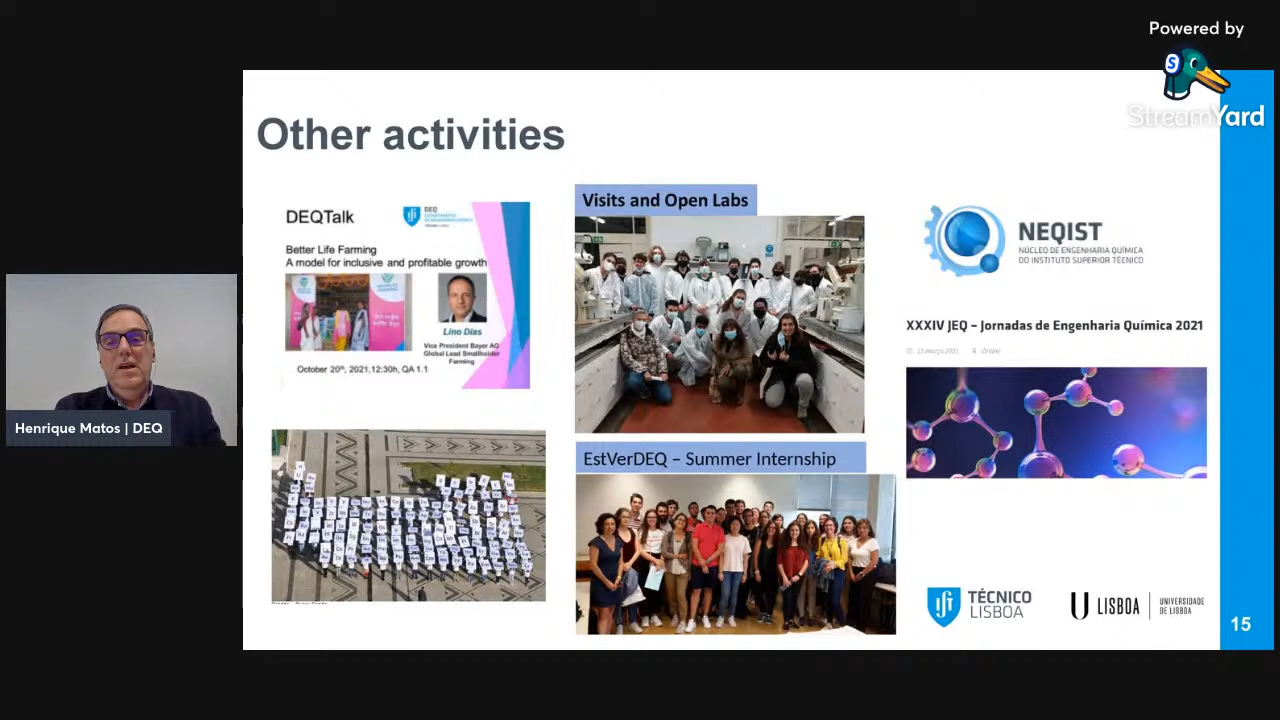 Powered by
StreamYard
Other activities
DEQTalk
DEQ
Better Life Farming
A model for inclusive and profitable growth
Lino Dias
Vice President Bayer AG
Global Lead Smallholder
Farming
October 20th, 2021,12:30h, QA 1.1
Visits and Open Labs
EstVerDEQ – Summer Internship
NEQIST
NÚCLEO DE ENGENHARIA QUÍMICA
DO INSTITUTO SUPERIOR TÉCNICO
XXXIV JEQ – Jornadas de Engenharia Química 2021
Henrique Matos | DEQ
TÉCNICO
LISBOA
U LISBOA
UNIVERSIDADE
DE LISBOA
15